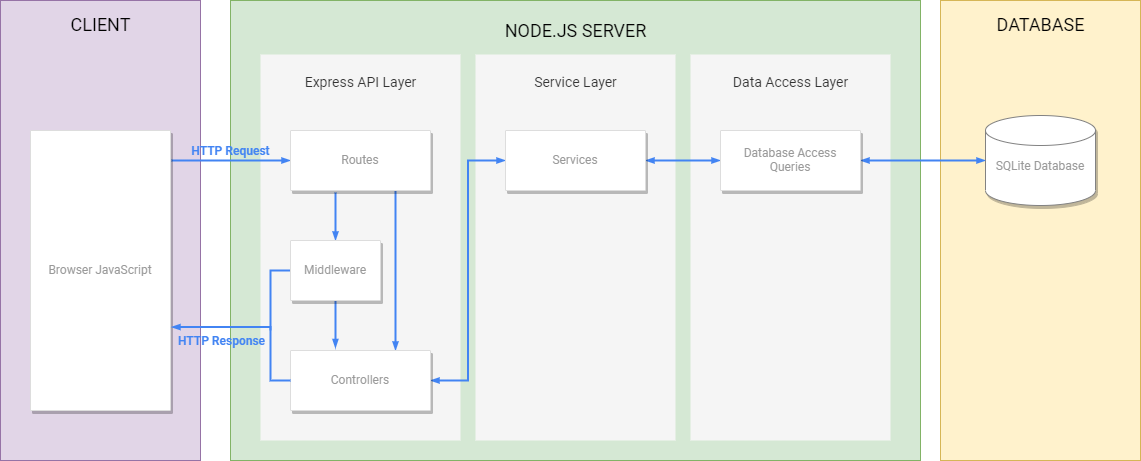 CLIENT
NODE.JS SERVER
DATABASE
Express API Layer
Service Layer
Data Access Layer
HTTP Request
Routes
Services
Database Access
Queries
SQLite Database
Browser JavaScript
Middleware
HTTP Response
Controllers